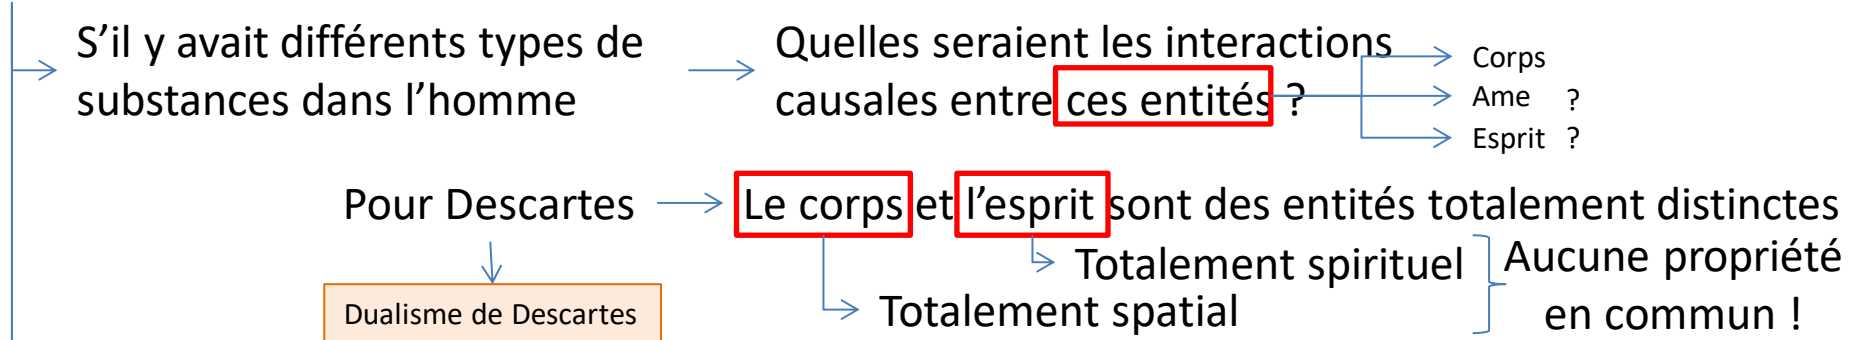 S’il y avait différents types de
substances dans l’homme
Quelles seraient les interactions
causales entre ces entités ?
Corps
Ame ?
Esprit ?
Pour Descartes
Le corps et l’esprit sont des entités totalement distinctes
Totalement spirituel
Totalement spatial
Aucune propriété
en commun !
Dualisme de Descartes